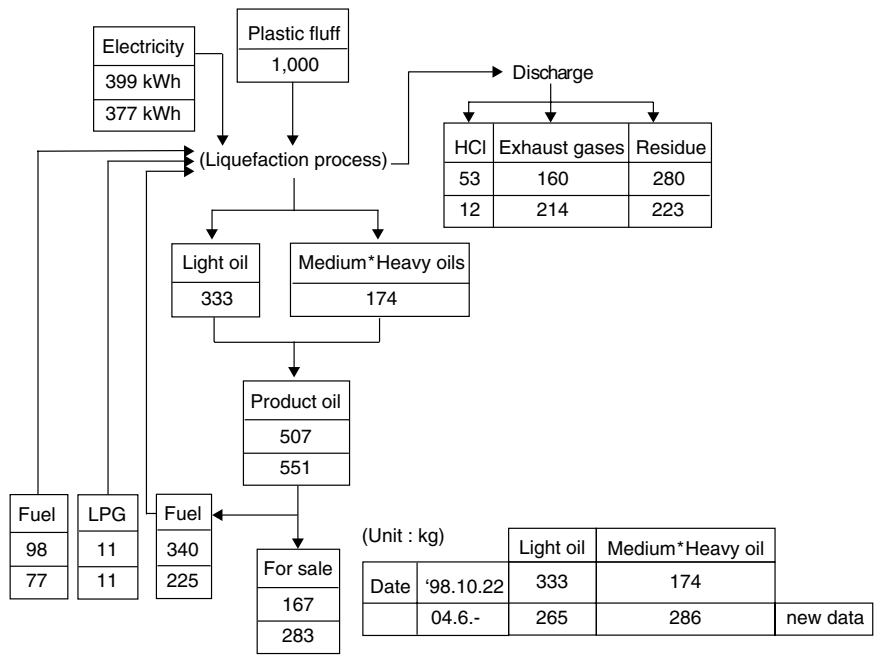 Electricity
399 kWh
377 kWh
Plastic fluff
1,000
Discharge
HCl Exhaust gases Residue
53 160 280
12 214 223
(Liquefaction process)
Light oil
333
Medium*Heavy oils
174
Product oil
507
551
Fuel
98
77
LPG
11
11
Fuel
340
225
For sale
167
283
(Unit : kg)
Light oil Medium*Heavy oil
Date ‘98.10.22 333 174
04.6.- 265 286 new data